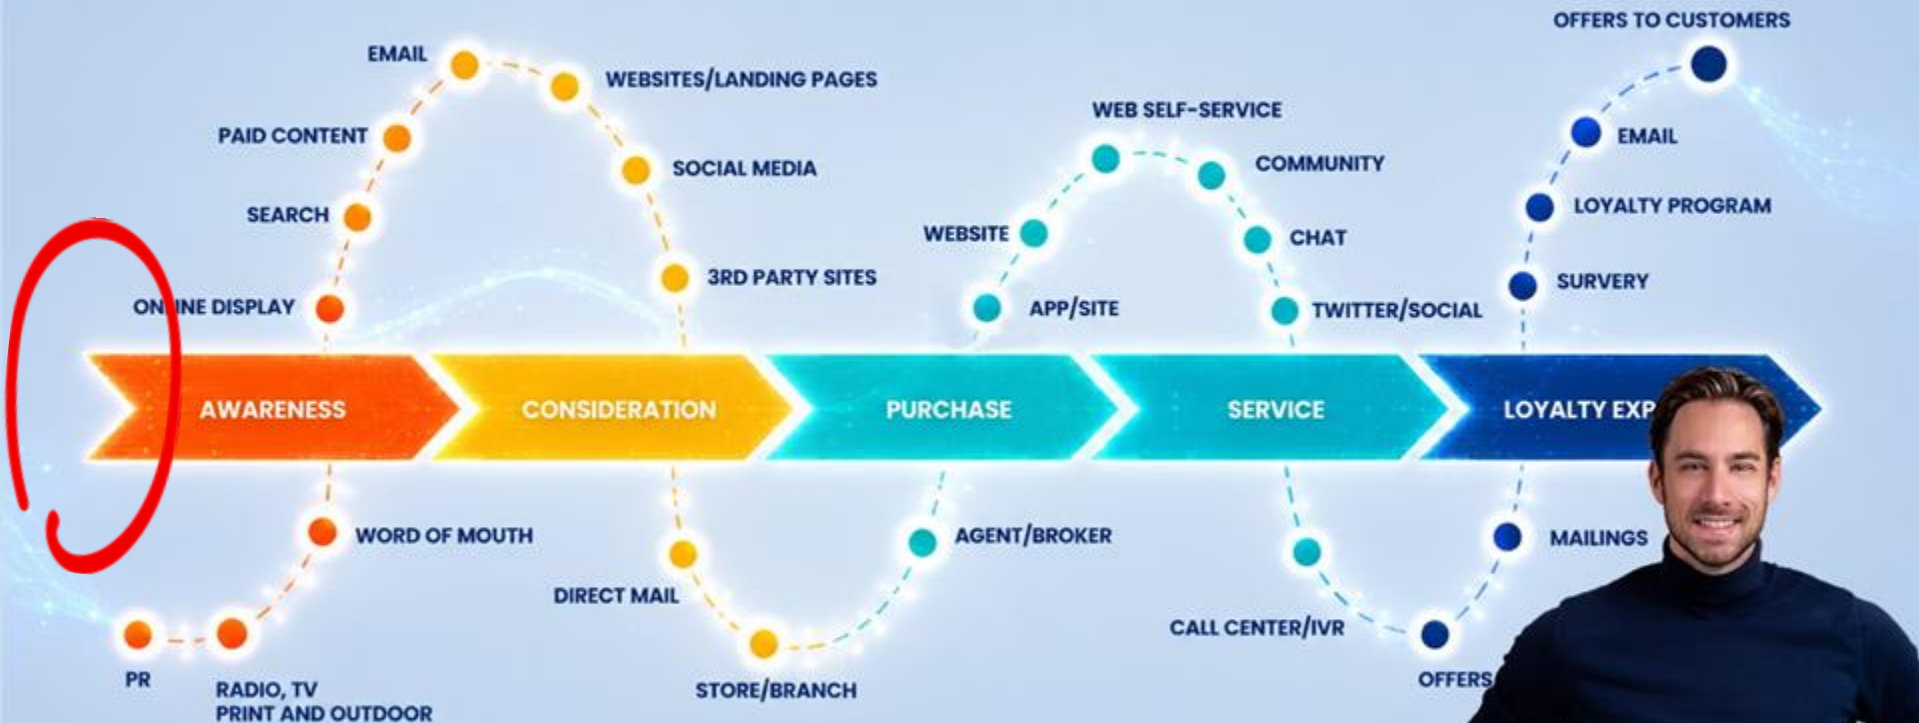 OFFERS TO CUSTOMERS
EMAIL
WEBSITES/LANDING PAGES
WEB SELF-SERVICE
PAID CONTENT
EMAIL
SOCIAL MEDIA
COMMUNITY
SEARCH
LOYALTY PROGRAM
WEBSITE
CHAT
3RD PARTY SITES
SURVERY
ONLINE DISPLAY
APP/SITE
TWITTER/SOCIAL
AWARENESS
CONSIDERATION
PURCHASE
SERVICE
LOYALTY EXP
WORD OF MOUTH
AGENT/BROKER
MAILINGS
DIRECT MAIL
CALL CENTER/IVR
PR
OFFERS
RADIO, TV
PRINT AND OUTDOOR
STORE/BRANCH